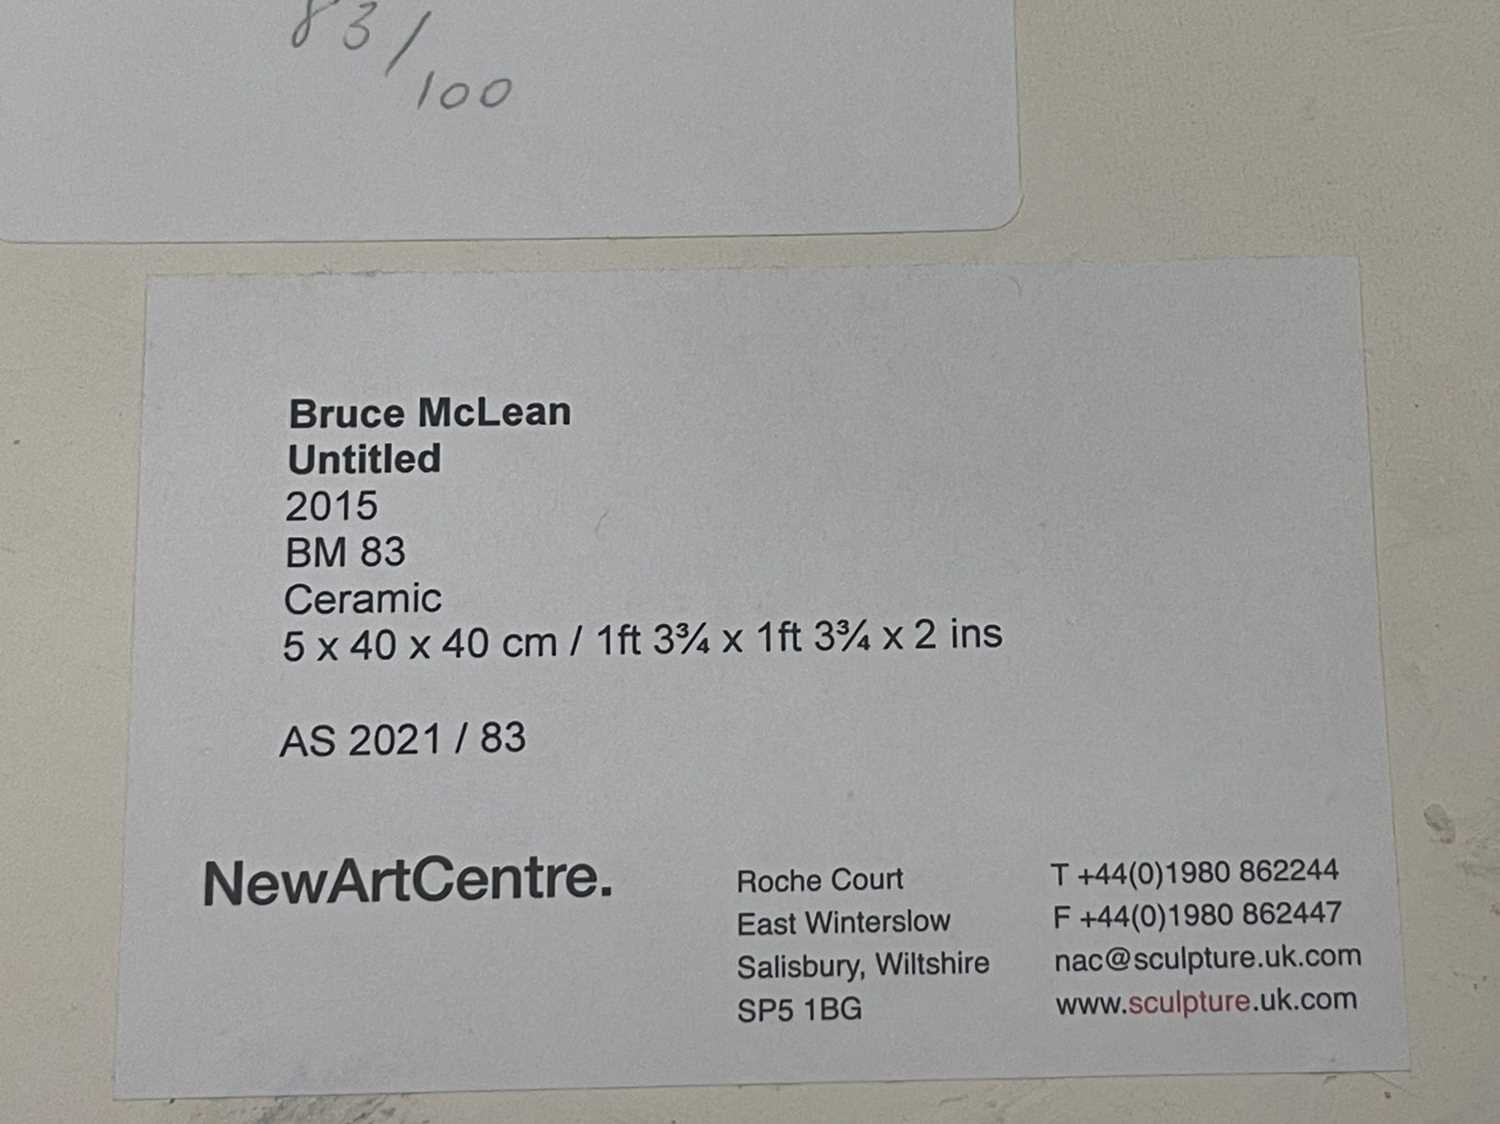 83/
100
Bruce McLean
Untitled
2015
BM 83
Ceramic
5 x 40 x 40 cm / 1ft 3¾ x 1ft 3¾ x 2 ins
AS 2021 / 83
NewArtCentre.
Roche Court
East Winterslow
Salisbury, Wiltshire
SP5 1BG
T +44(0)1980 862244
F +44(0)1980 862447
nac@sculpture.uk.com
www.sculpture.uk.com